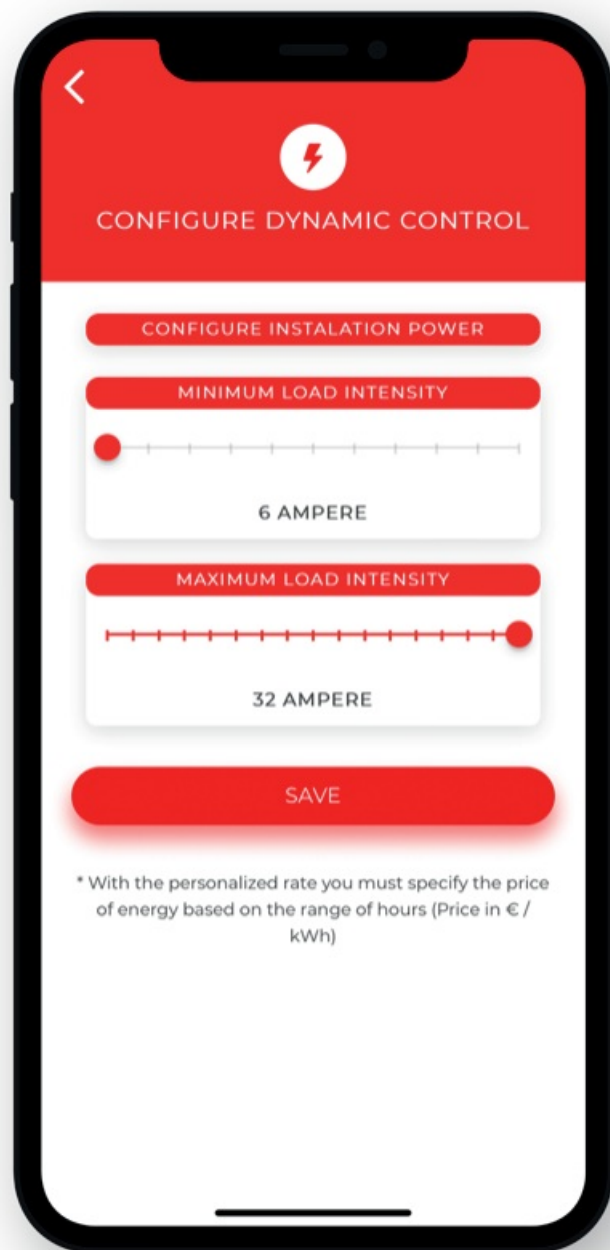 CONFIGURE DYNAMIC CONTROL
CONFIGURE INSTALATION POWER
MINIMUM LOAD INTENSITY
6 AMPERE
MAXIMUM LOAD INTENSITY
32 AMPERE
SAVE
* With the personalized rate you must specify the price
of energy based on the range of hours (Price in € /
kWh)